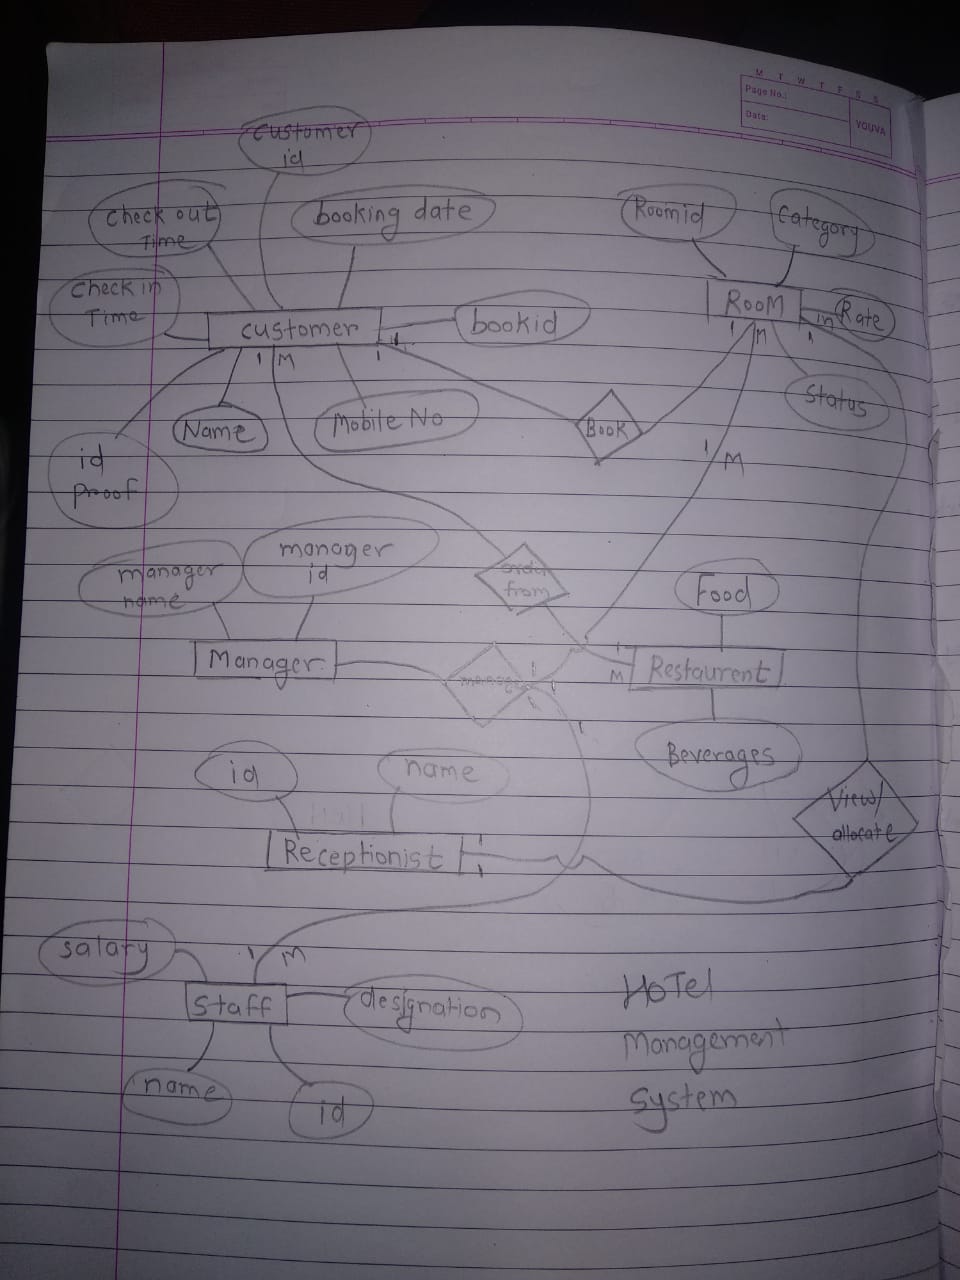 M T W T F S S
Page No.:
Date:
YOUVA
customer
id
check out
Time
booking date
Roomid
Category
check in
Time
customer
bookid
RooM
in
Rate
1 M
1
1 M
1
Status
Name
Mobile No
Book
id
proof
1 M
manager
name
manager
id
order
from
Food
Manager
1
M
Restaurent
Beverages
id
name
View/
allocate
Receptionist
1
1
salary
1 M
Staff
designation
name
id
HoTel
Management
System